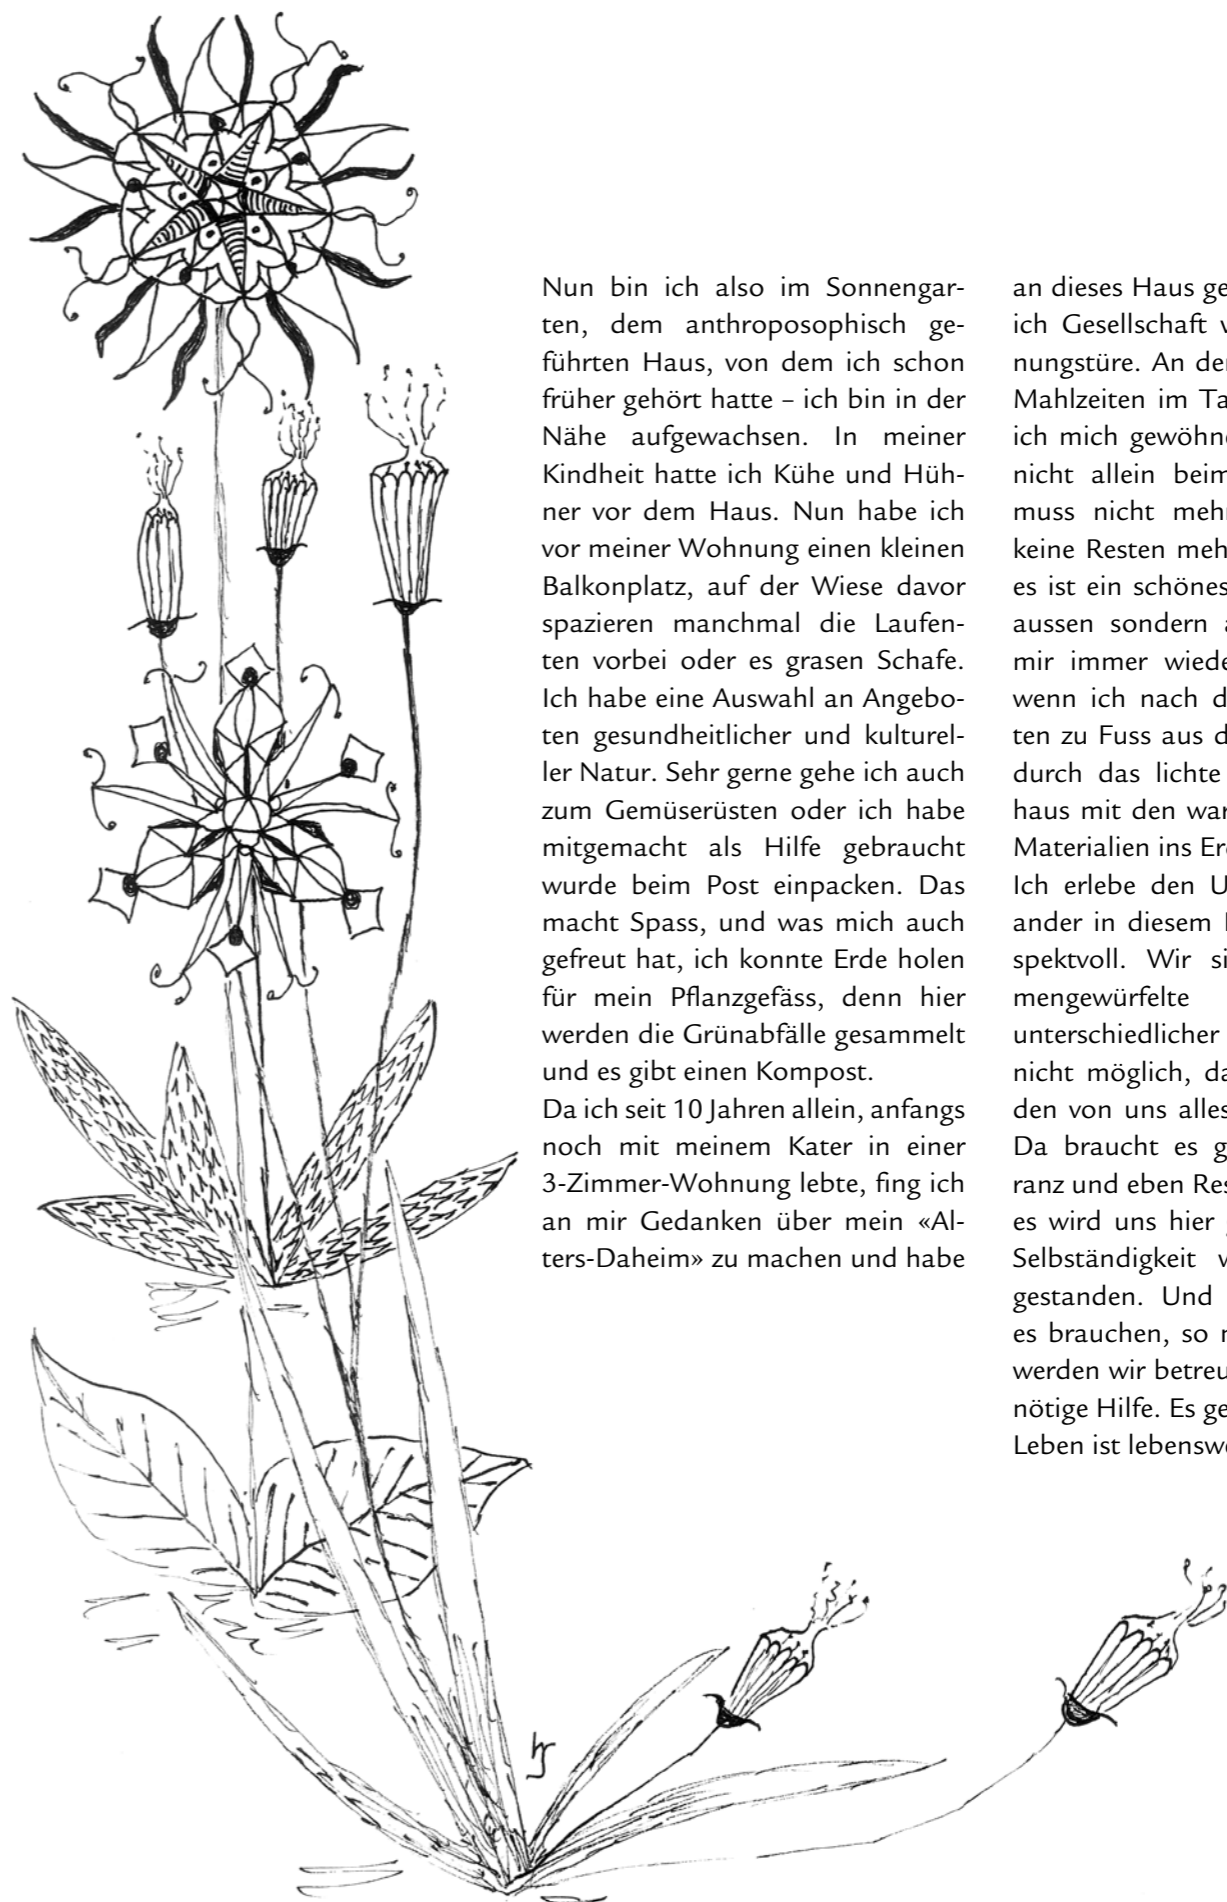 Nun bin ich also im Sonnengar-
ten, dem anthroposophisch ge-
führten Haus, von dem ich schon
früher gehört hatte – ich bin in der
Nähe aufgewachsen. In meiner
Kindheit hatte ich Kühe und Hüh-
ner vor dem Haus. Nun habe ich
vor meiner Wohnung einen kleinen
Balkonplatz, auf der Wiese davor
spazieren manchmal die Laufen-
ten vorbei oder es grasen Schafe.
Ich habe eine Auswahl an Angebo-
ten gesundheitlicher und kulturel-
ler Natur. Sehr gerne gehe ich auch
zum Gemüserüsten oder ich habe
mitgemacht als Hilfe gebraucht
wurde beim Post einpacken. Das
macht Spass, und was mich auch
gefreut hat, ich konnte Erde holen
für mein Pflanzgefäss, denn hier
werden die Grünabfälle gesammelt
und es gibt einen Kompost.
Da ich seit 10 Jahren allein, anfangs
noch mit meinem Kater in einer
3-Zimmer-Wohnung lebte, fing ich
an mir Gedanken über mein «Al-
ters-Daheim» zu machen und habe
an dieses Haus ge
ich Gesellschaft
nungstüre. An de
Mahlzeiten im Ta
ich mich gewöhn
nicht allein beim
muss nicht meh
keine Resten meh
es ist ein schönes
aussen sondern
mir immer wiede
wenn ich nach d
ten zu Fuss aus d
durch das lichte
haus mit den war
Materialien ins Er
Ich erlebe den U
ander in diesem
spektvoll. Wir si
mengewürfelte
unterschiedlicher
nicht möglich, da
den von uns alles
Da braucht es g
ranz und eben Res
es wird uns hier
Selbständigkeit
gestanden. Und
es brauchen, so
werden wir betreu
nötige Hilfe. Es ge
Leben ist lebensw